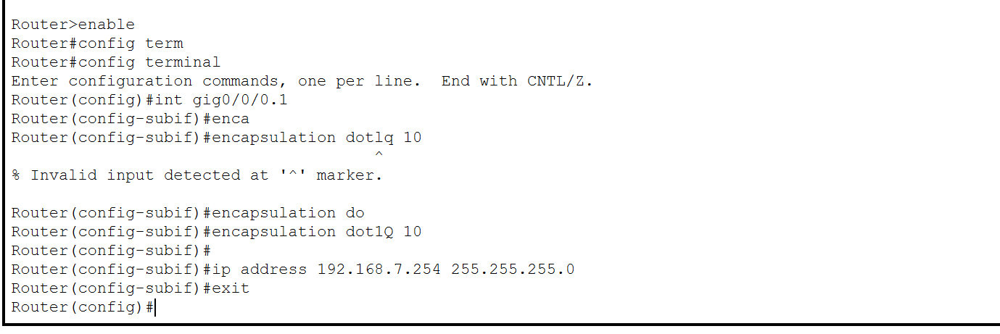 Router>enable
Router#config term
Router#config terminal
Enter configuration commands, one per line.  End with CNTL/Z.
Router(config)#int gig0/0/0.1
Router(config-subif)#enca
Router(config-subif)#encapsulation dotlq 10
^
% Invalid input detected at '^' marker.
Router(config-subif)#encapsulation do
Router(config-subif)#encapsulation dot1Q 10
Router(config-subif)#
Router(config-subif)#ip address 192.168.7.254 255.255.255.0
Router(config-subif)#exit
Router(config)#